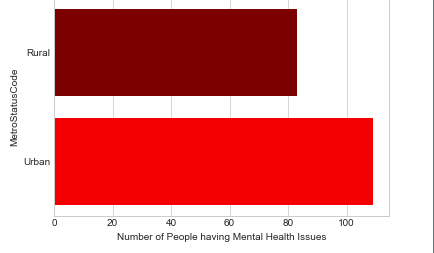 Rural
MetroStatusCode
Urban
0 20 40 60 80 100
Number of People having Mental Health Issues